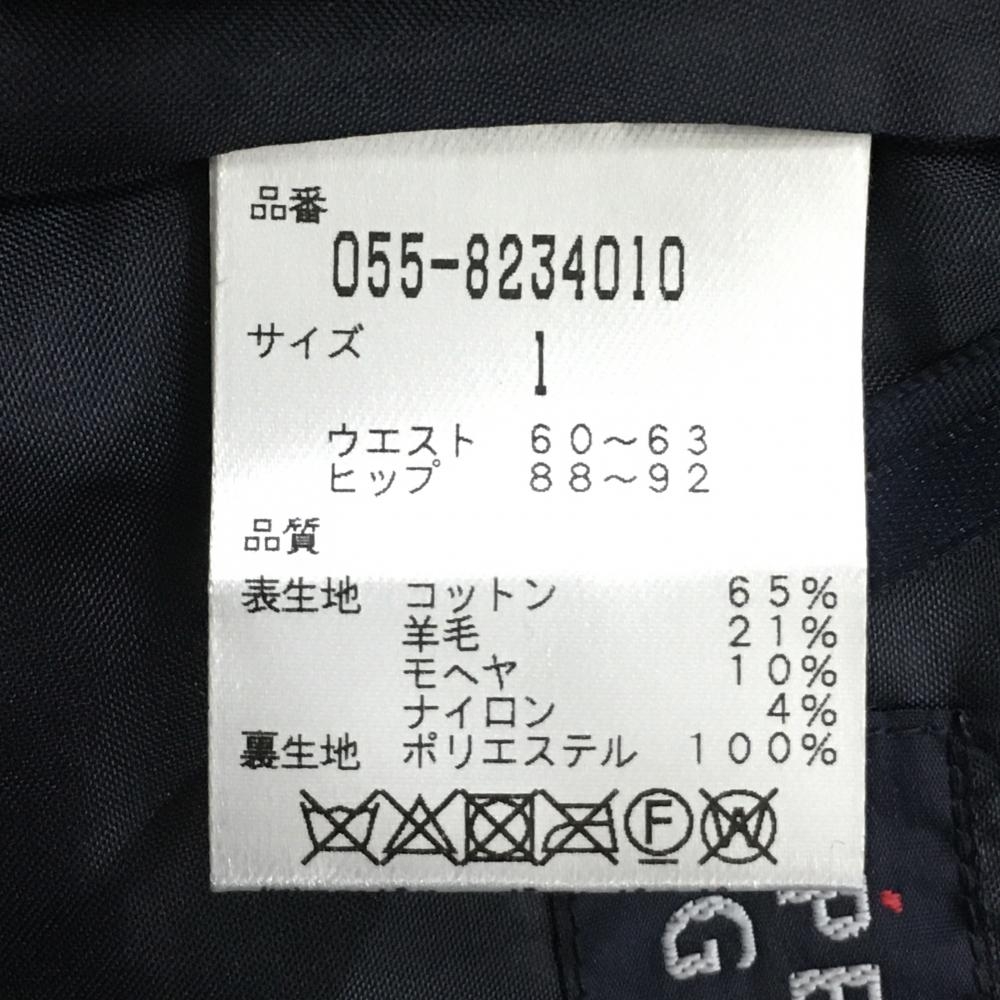 品番
055-8234010
サイズ 1
ウエスト 60～63
ヒップ 88～92
品質
表生地 コットン 65%
羊毛 21%
モヘヤ 10%
ナイロン 4%
裏生地 ポリエステル 100%
F W